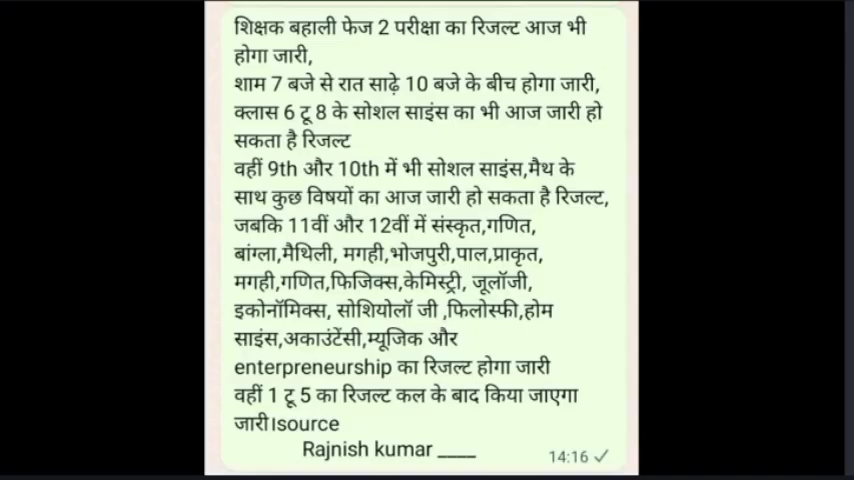 शिक्षक बहाली फेज 2 परीक्षा का रिजल्ट आज भी
होगा जारी,
शाम 7 बजे से रात साढ़े 10 बजे के बीच होगा जारी,
क्लास 6 टू 8 के सोशल साइंस का भी आज जारी हो
सकता है रिजल्ट
वहीं 9th और 10th में भी सोशल साइंस,मैथ के
साथ कुछ विषयों का आज जारी हो सकता है रिजल्ट,
जबकि 11वीं और 12वीं में संस्कृत,गणित,
बांग्ला,मैथिली, मगही,भोजपुरी,पाल,प्राकृत,
मगही,गणित,फिजिक्स,केमिस्ट्री, जूलॉजी,
इकोनॉमिक्स, सोशियोलॉ जी ,फिलोस्फी,होम
साइंस,अकाउंटेंसी,म्यूजिक और
enterpreneurship का रिजल्ट होगा जारी
वहीं 1 टू 5 का रिजल्ट कल के बाद किया जाएगा
जारी।source
Rajnish kumar ____
14:16 ✓